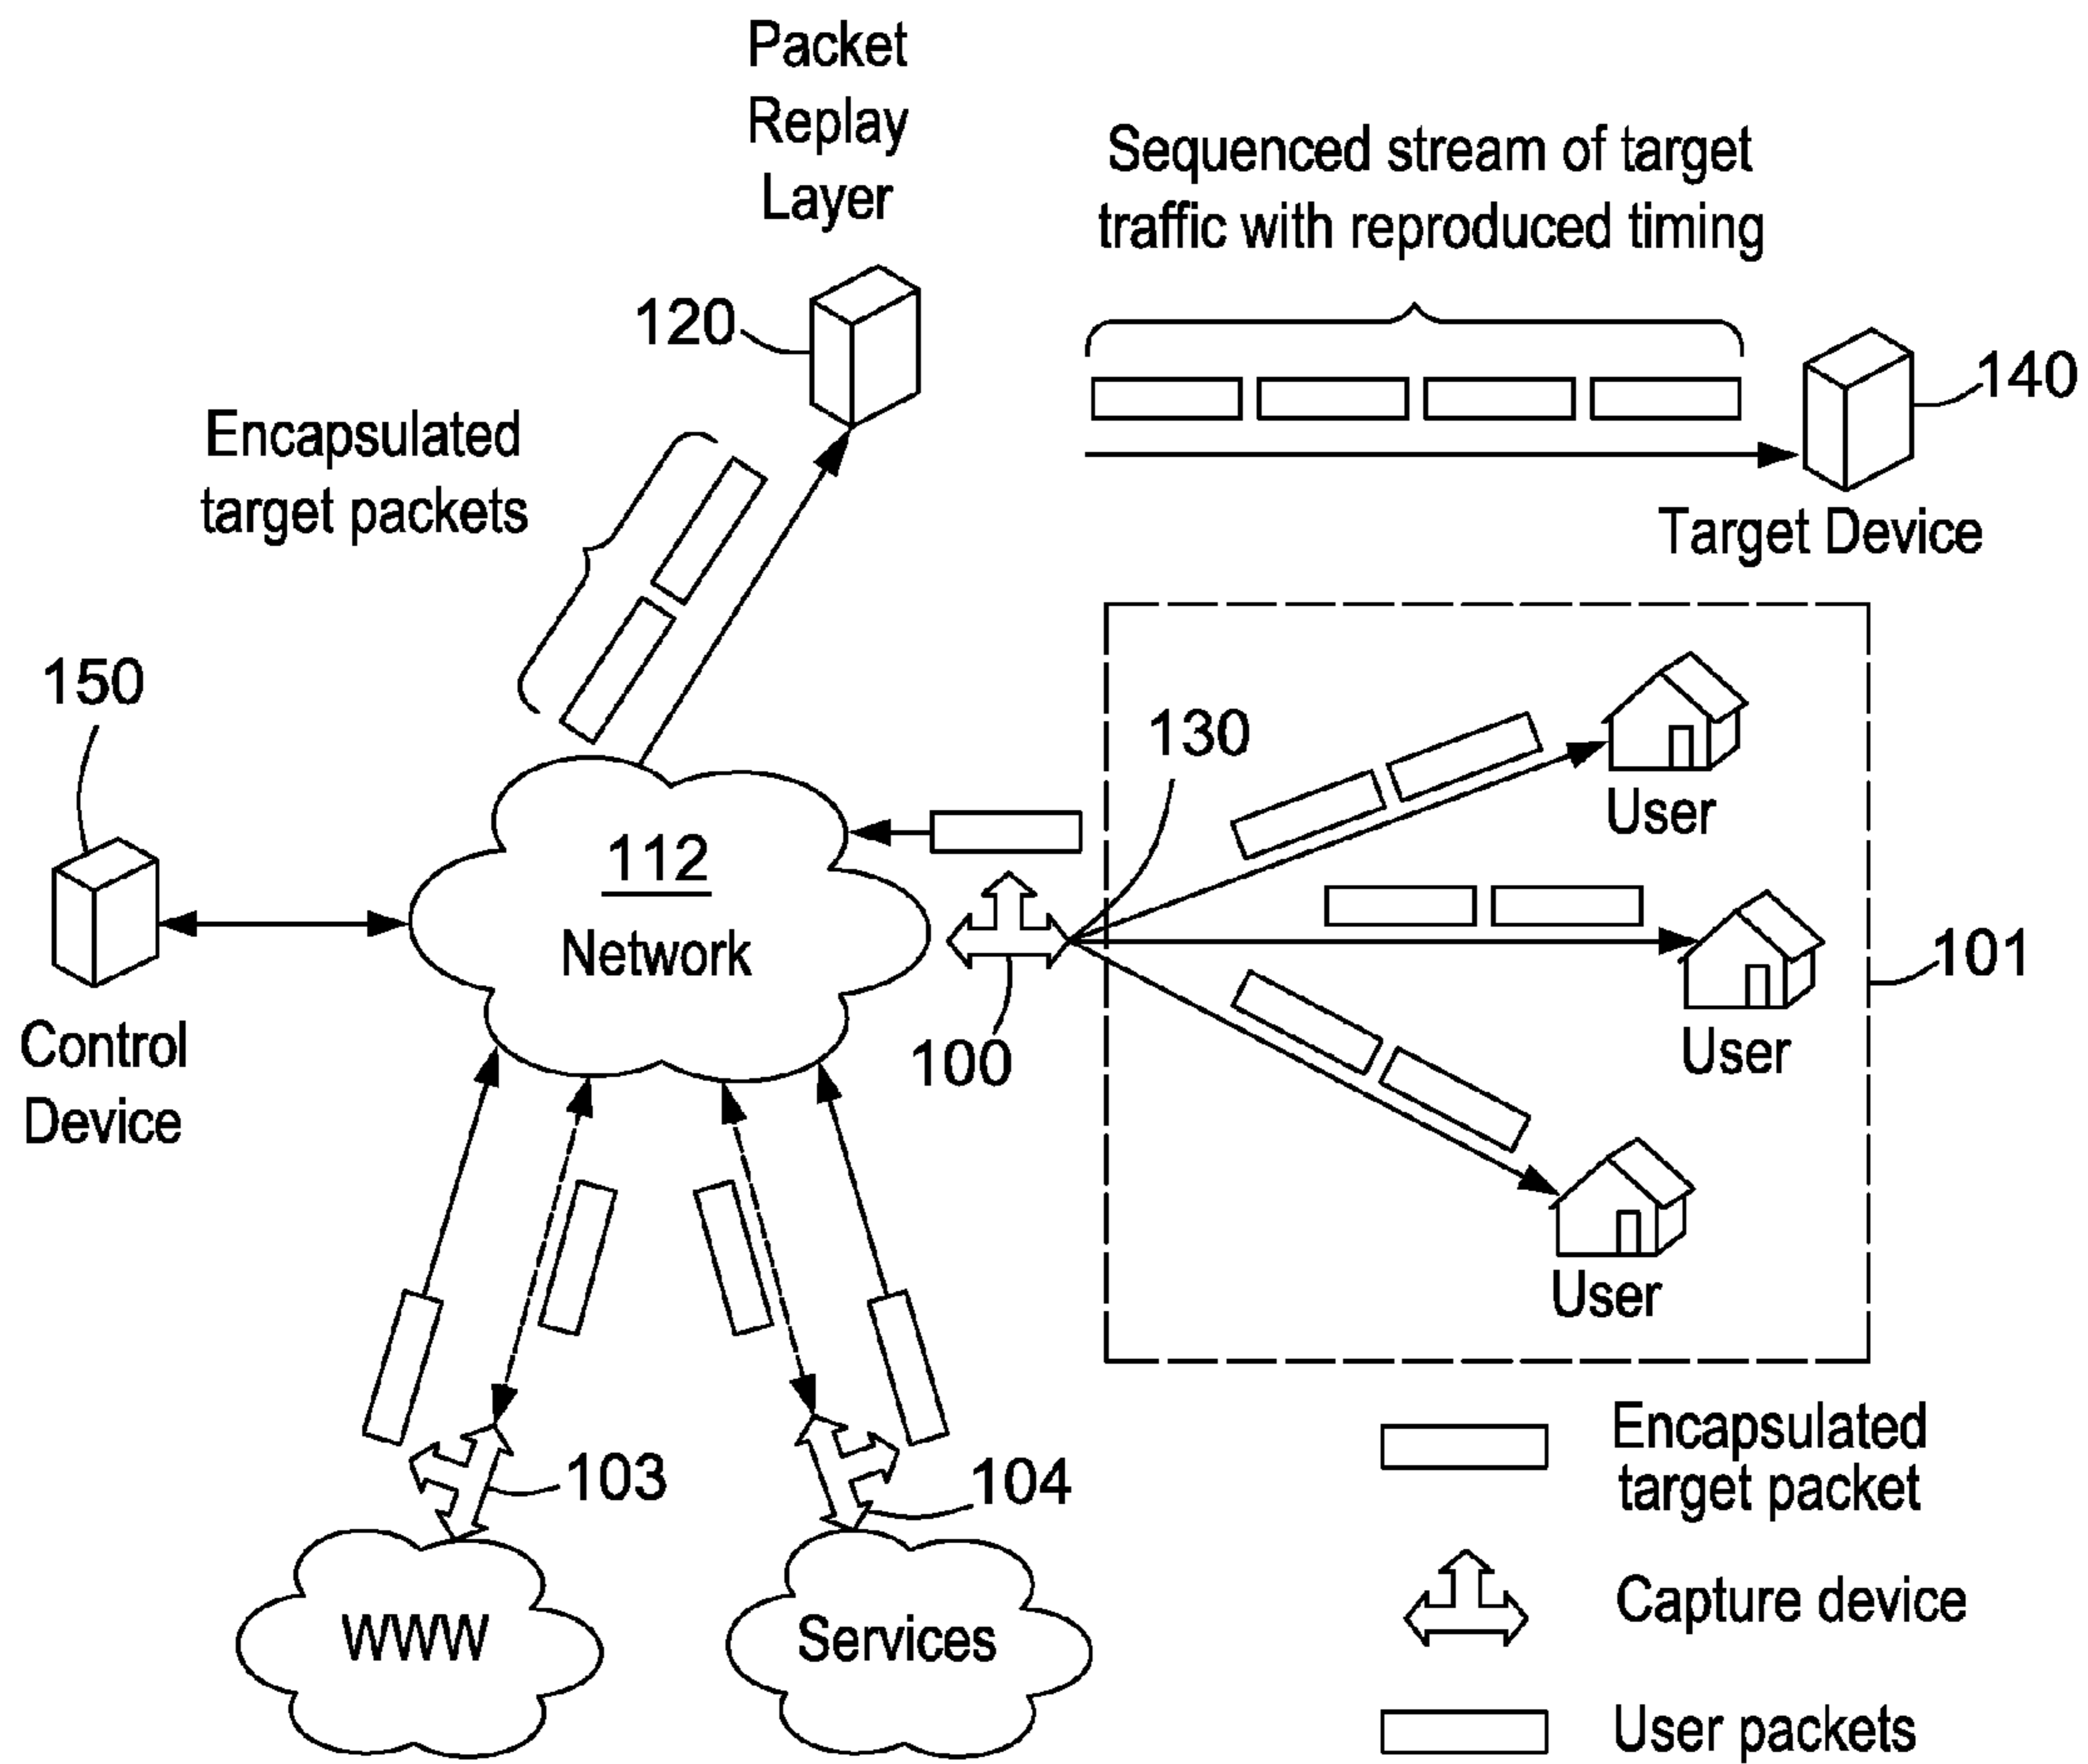 Packet
Replay
Layer
Sequenced stream of target
traffic with reproduced timing
120
140
Encapsulated
target packets
Target Device
150
130
User
112
Network
101
User
100
Control
Device
User
103
104
Encapsulated
target packet
WWW
Services
Capture device
User packets